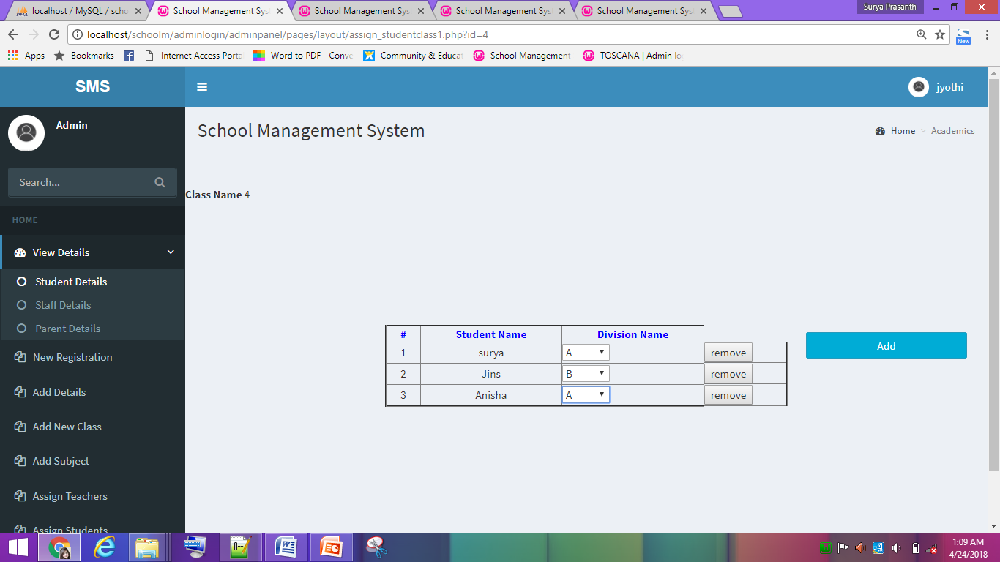 localhost / MySQL / scho
School Management Syst
School Management Syst
School Management Syst
School Management Syst
Surya Prasanth
localhost/schoolm/adminlogin/adminpanel/pages/layout/assign_studentclass1.php?id=4
New
Apps
Bookmarks
Internet Access Porta
Word to PDF - Conve
Community & Educat
School Management
TOSCANA | Admin lo
SMS
jyothi
Admin
School Management System
Home > Academics
Search...
Class Name 4
HOME
View Details
Student Details
Staff Details
Parent Details
New Registration
Add Details
Add New Class
Add Subject
Assign Teachers
Assign Students
# Student Name Division Name
1 surya A remove
2 Jins B remove
3 Anisha A remove
Add
1:09 AM
4/24/2018